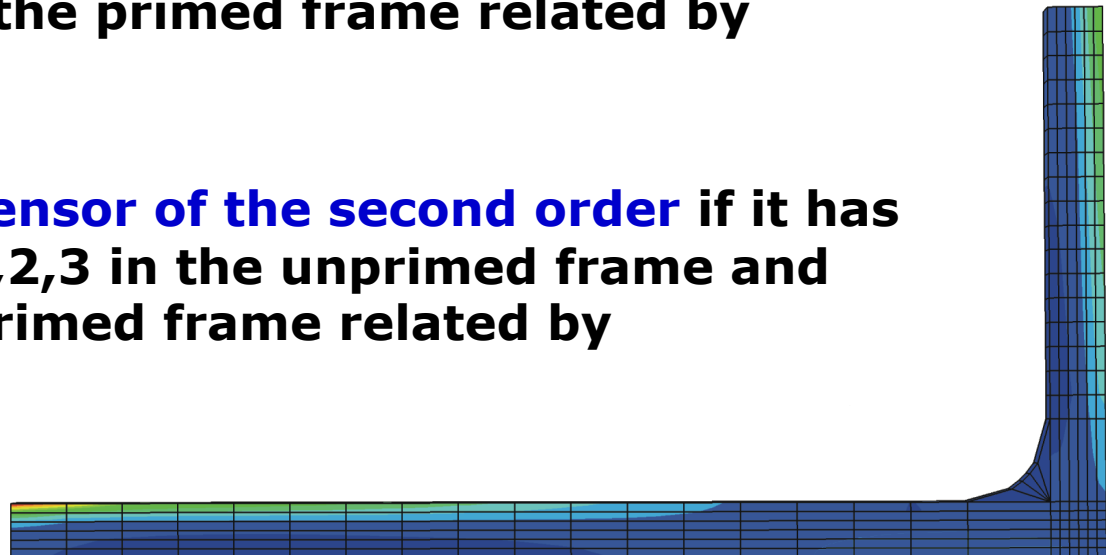 the primed frame related by
ensor of the second order if it has
,2,3 in the unprimed frame and
rimed frame related by